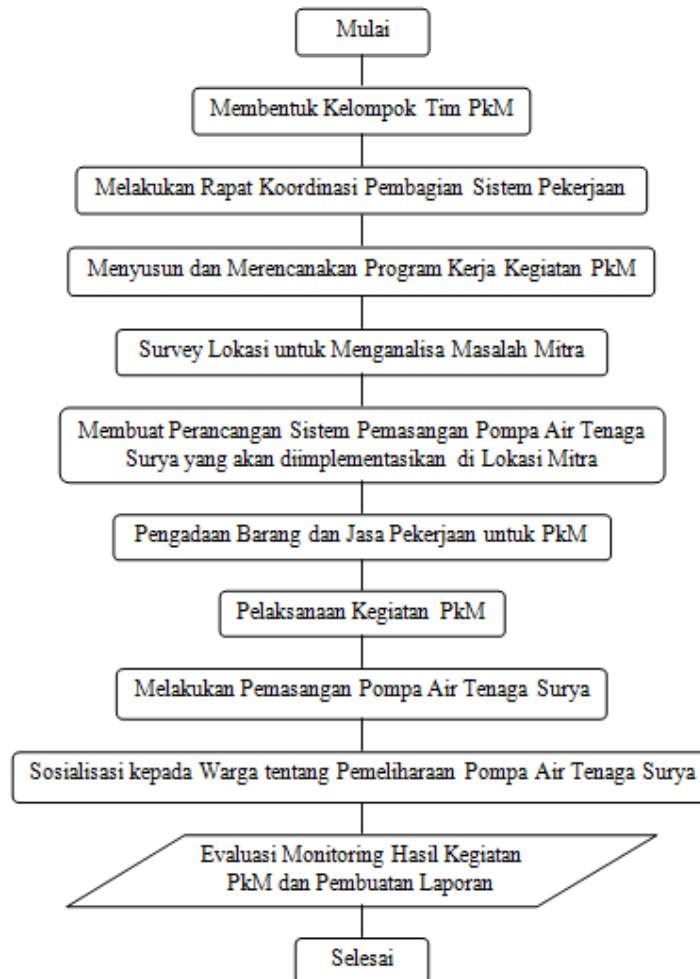 Mulai
Membentuk Kelompok Tim PkM
Melakukan Rapat Koordinasi Pembagian Sistem Pekerjaan
Menyusun dan Merencanakan Program Kerja Kegiatan PkM
Survey Lokasi untuk Menganalisa Masalah Mitra
Membuat Perancangan Sistem Pemasangan Pompa Air Tenaga
Surya yang akan diimplementasikan di Lokasi Mitra
Pengadaan Barang dan Jasa Pekerjaan untuk PkM
Pelaksanaan Kegiatan PkM
Melakukan Pemasangan Pompa Air Tenaga Surya
Sosialisasi kepada Warga tentang Pemeliharaan Pompa Air Tenaga Surya
Evaluasi Monitoring Hasil Kegiatan
PkM dan Pembuatan Laporan
Selesai